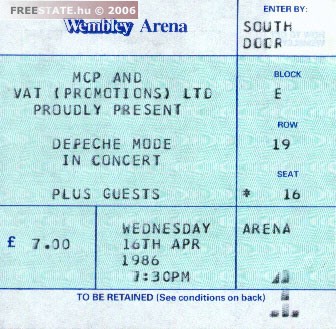 FREESTATE.hu © 2006
Wembley Arena
ENTER BY:
SOUTH
DOOR
MCP AND
VAT (PROMOTIONS) LTD
PROUDLY PRESENT
BLOCK
E
DEPECHE MODE
IN CONCERT
ROW
19
PLUS GUESTS
SEAT
* 16
£ 7.00
WEDNESDAY
16TH APR
1986
7:30PM
ARENA
TO BE RETAINED (See conditions on back)